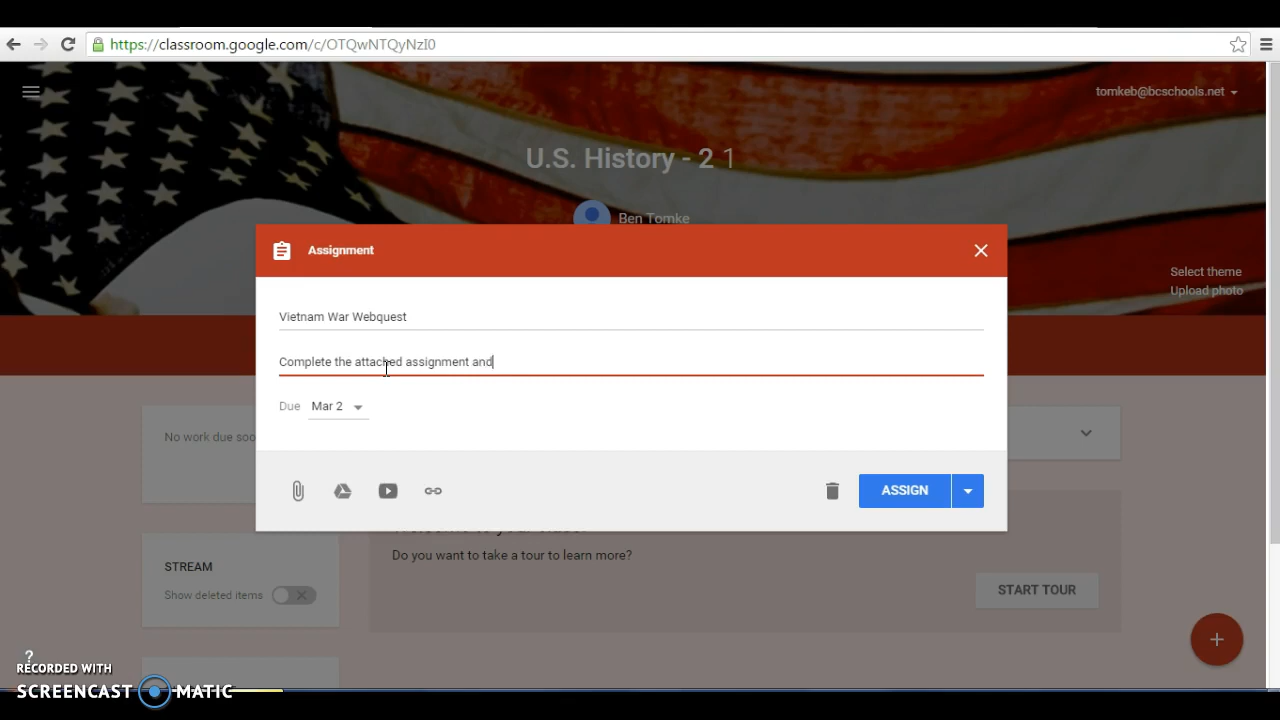 https://classroom.google.com/c/OTQwNTQyNzI0
tomkeb@bcschools.net
U.S. History - 2 1
Ben Tomke
Select theme
Upload photo
Assignment
Vietnam War Webquest
Complete the attached assignment and
Due Mar 2
ASSIGN
No work due soo
Do you want to take a tour to learn more?
START TOUR
STREAM
Show deleted items
?
+
RECORDED WITH
SCREENCAST MATIC